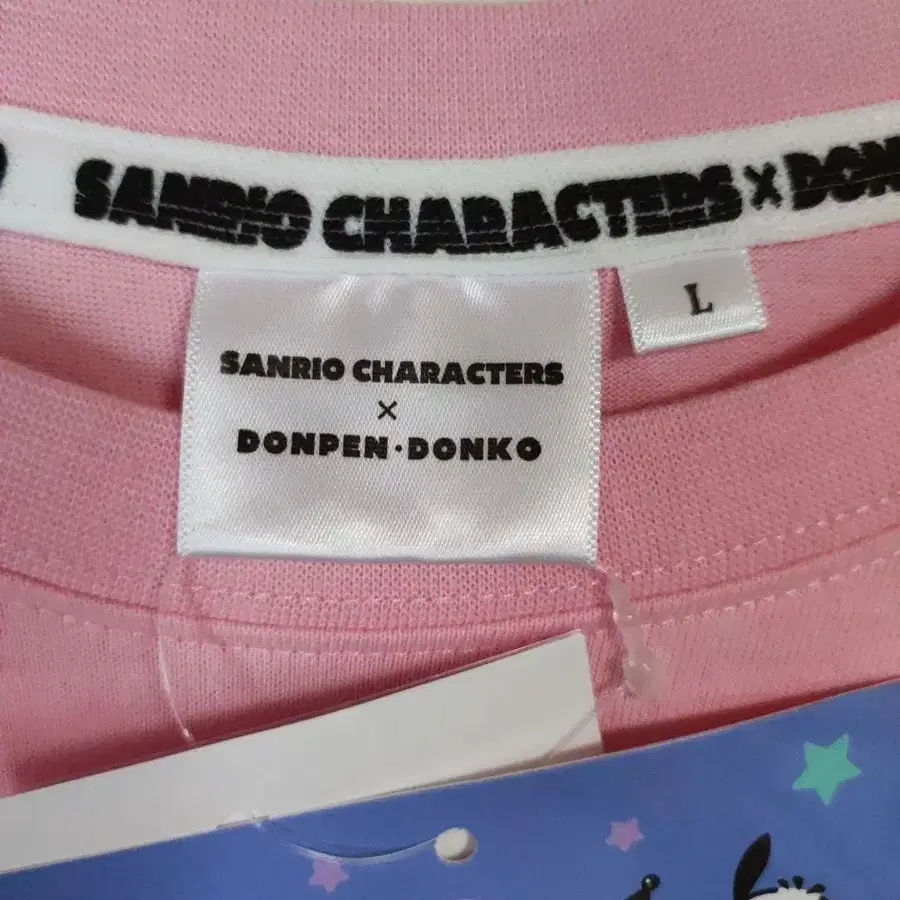 SANRIO CHARACTERS x DON
L
SANRIO CHARACTERS
×
DONPEN·DONKO